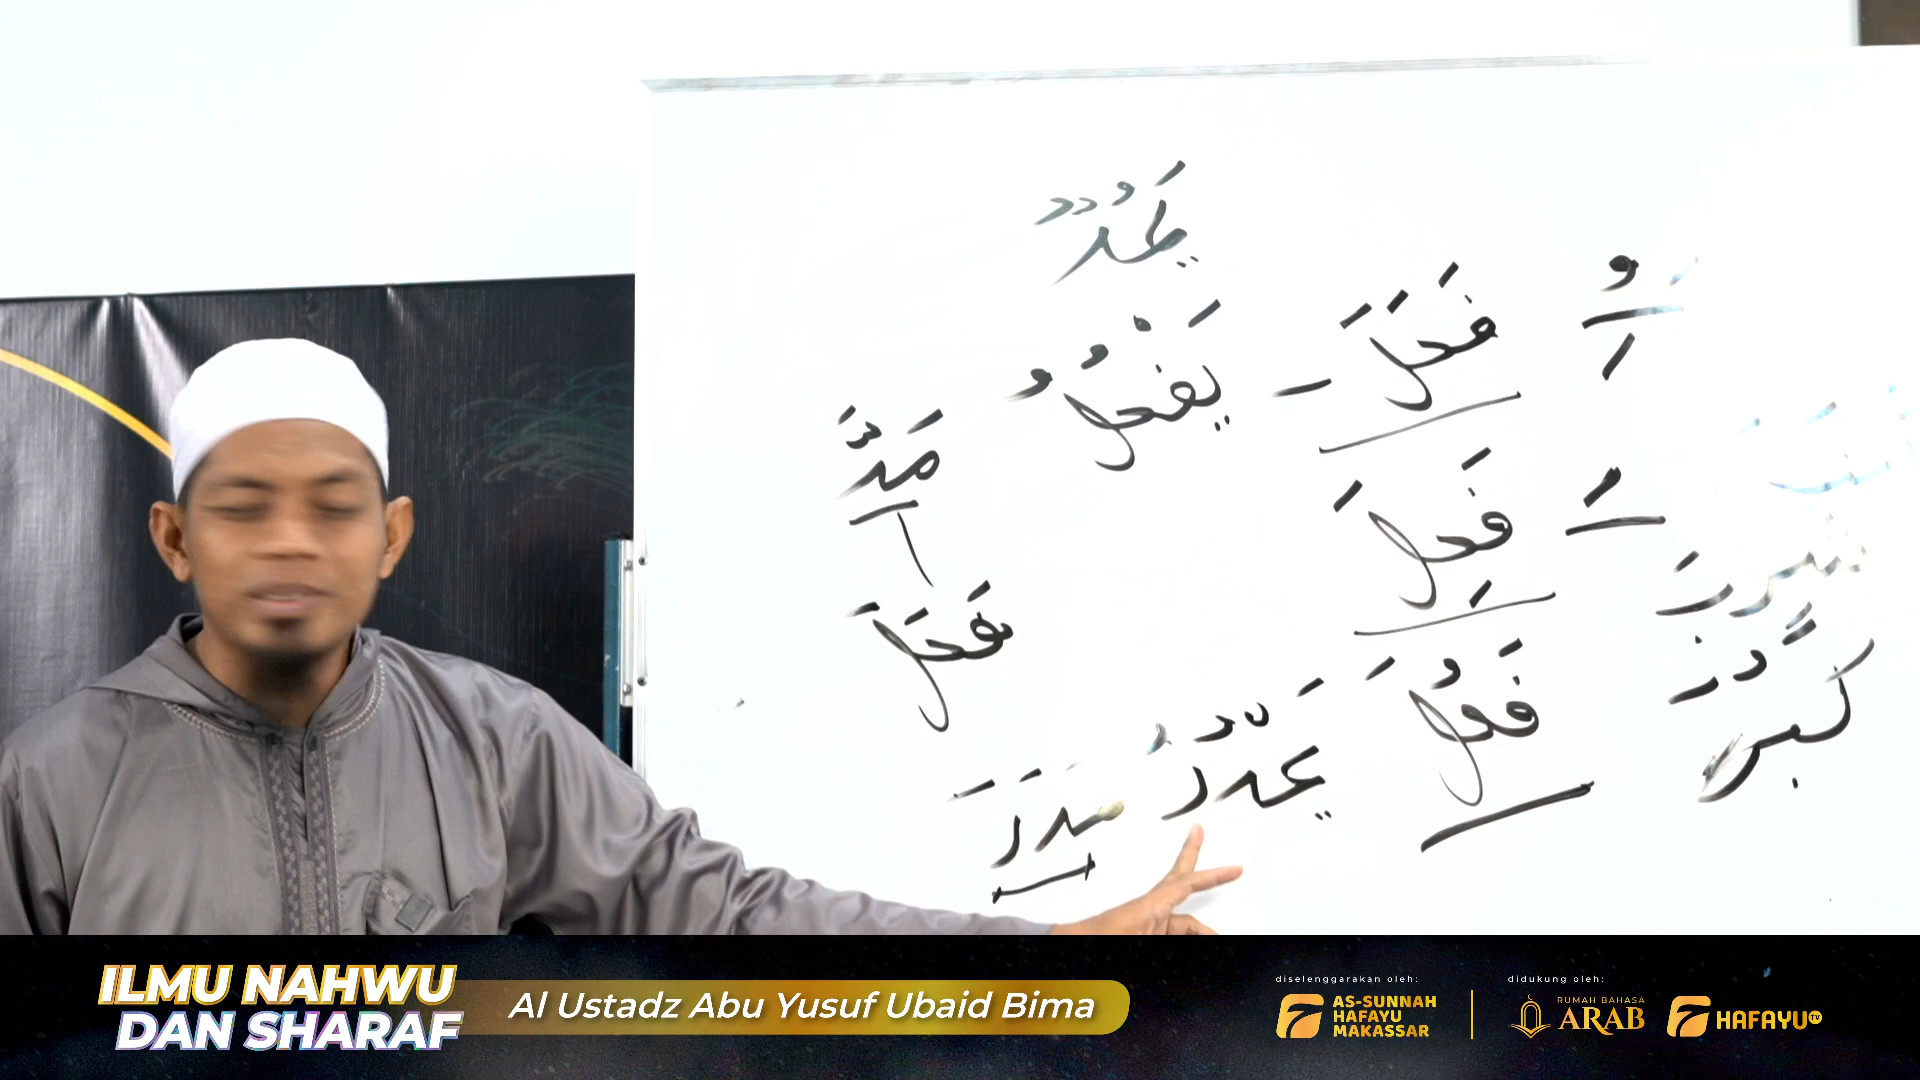 يَمُدُّ
فَعَلَ - يَفْعُلُ
مَدَّ
فَعِلَ
شَرِبَ
فَعَلَ
فَعُلَ
كَبُرَ
مَدَدَ
ILMU NAHWU
DAN SHARAF
Al Ustadz Abu Yusuf Ubaid Bima
diselenggarakan oleh:
AS-SUNNAH
HAFAYU
MAKASSAR
didukung oleh:
RUMAH BAHASA
ARAB
HAFAYU TV